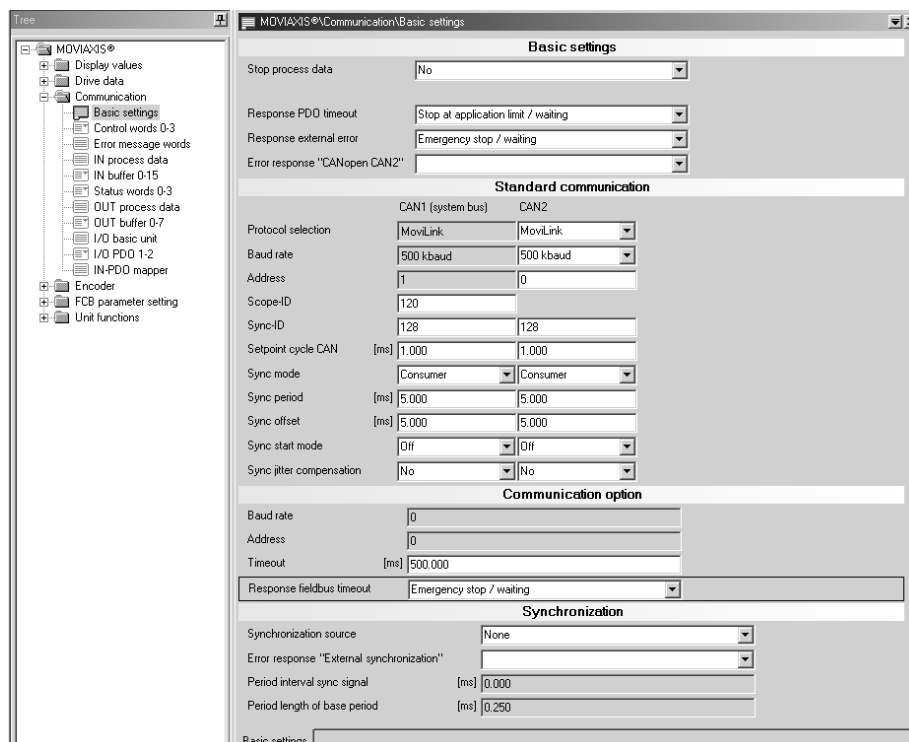 Tree
MOVIAXIS®
Display values
Drive data
Communication
Basic settings
Control words 0-3
Error message words
IN process data
IN buffer 0-15
Status words 0-3
OUT process data
OUT buffer 0-7
I/O basic unit
I/O PDO 1-2
IN-PDO mapper
Encoder
FCB parameter setting
Unit functions
MOVIAXIS®\Communication\Basic settings
Basic settings
Stop process data No
Response PDO timeout Stop at application limit / waiting
Response external error Emergency stop / waiting
Error response "CANopen CAN2"
Standard communication
CAN1 (system bus) CAN2
Protocol selection MoviLink MoviLink
Baud rate 500 kbaud 500 kbaud
Address 1 0
Scope-ID 120
Sync-ID 128 128
Setpoint cycle CAN [ms] 1.000 1.000
Sync mode Consumer Consumer
Sync period [ms] 5.000 5.000
Sync offset [ms] 5.000 5.000
Sync start mode Off Off
Sync jitter compensation No No
Communication option
Baud rate 0
Address 0
Timeout [ms] 500.000
Response fieldbus timeout Emergency stop / waiting
Synchronization
Synchronization source None
Error response "External synchronization"
Period interval sync signal [ms] 0.000
Period length of base period [ms] 0.250
Basic settings